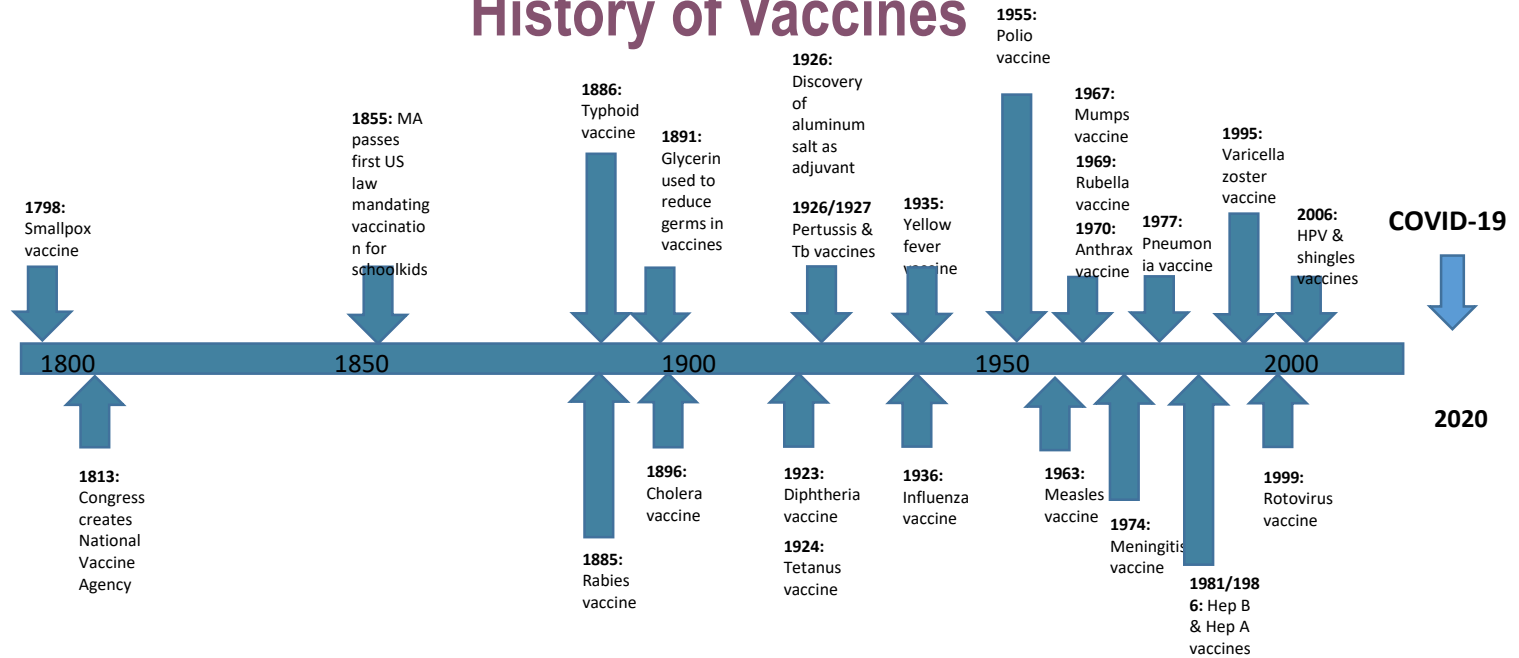 History of Vaccines
1798:
Smallpox
vaccine
1855: MA
passes
first US
law
mandating
vaccinatio
n for
schoolkids
1886:
Typhoid
vaccine
1891:
Glycerin
used to
reduce
germs in
vaccines
1926:
Discovery
of
aluminum
salt as
adjuvant
1926/1927
Pertussis &
Tb vaccines
1935:
Yellow
fever
vaccine
1955:
Polio
vaccine
1967:
Mumps
vaccine
1969:
Rubella
vaccine
1970:
Anthrax
vaccine
1977:
Pneumon
ia vaccine
1995:
Varicella
zoster
vaccine
2006:
HPV &
shingles
vaccines
COVID-19
1800
1850
1900
1950
2000
2020
1813:
Congress
creates
National
Vaccine
Agency
1885:
Rabies
vaccine
1896:
Cholera
vaccine
1923:
Diphtheria
vaccine
1924:
Tetanus
vaccine
1936:
Influenza
vaccine
1963:
Measles
vaccine
1974:
Meningitis
vaccine
1981/198
6: Hep B
& Hep A
vaccines
1999:
Rotovirus
vaccine